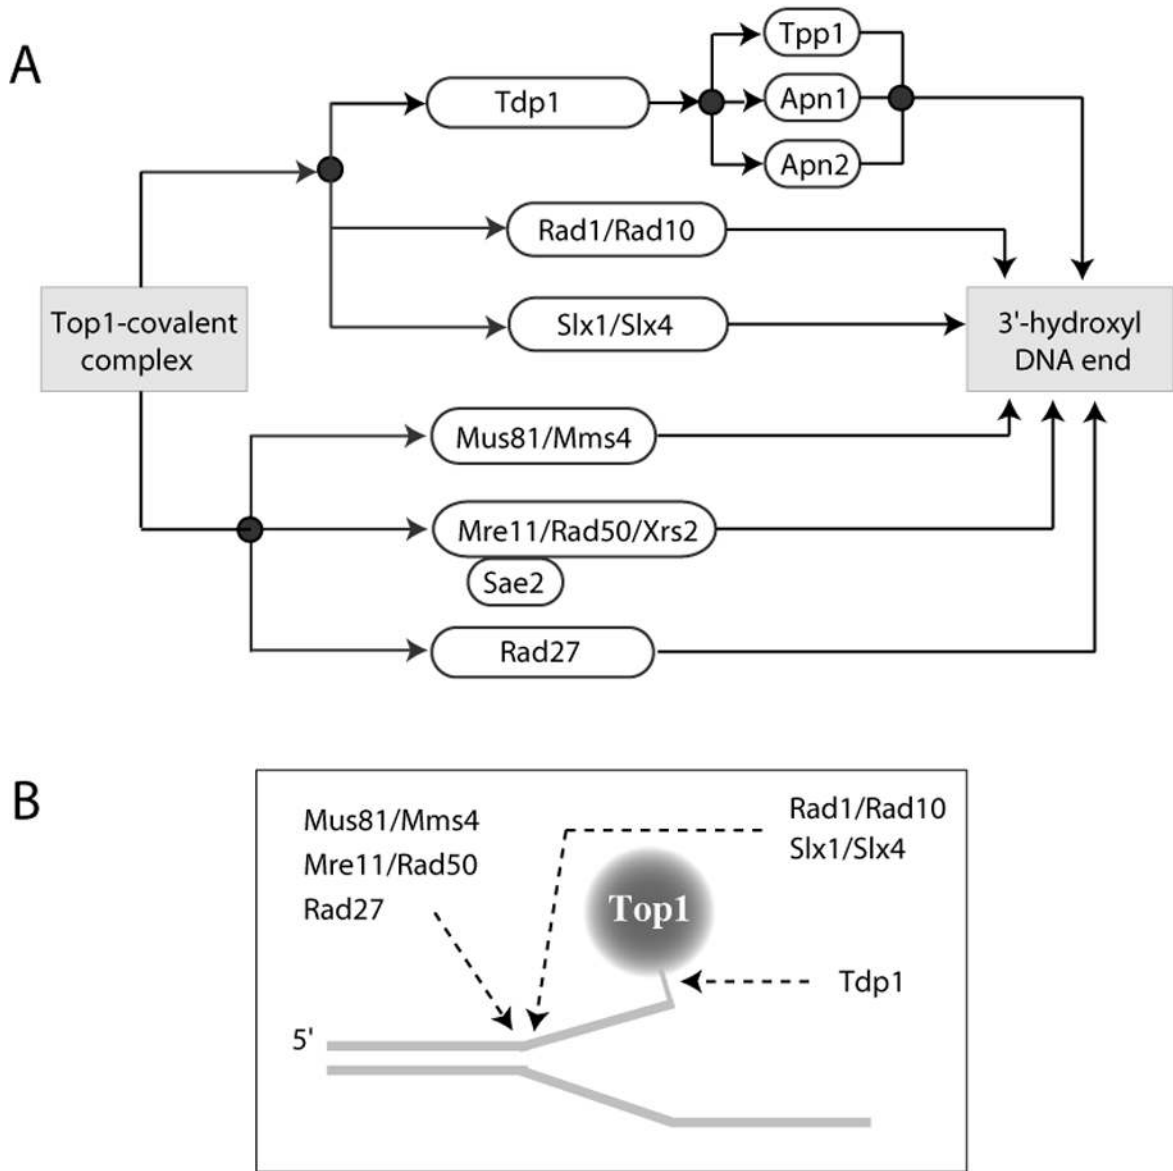 A
Tpp1
Tdp1
Apn1
Apn2
Rad1/Rad10
Top1-covalent
complex
Slx1/Slx4
3'-hydroxyl
DNA end
Mus81/Mms4
Mre11/Rad50/Xrs2
Sae2
Rad27
B
Mus81/Mms4
Mre11/Rad50
Rad27
Rad1/Rad10
Slx1/Slx4
Top1
Tdp1
5'